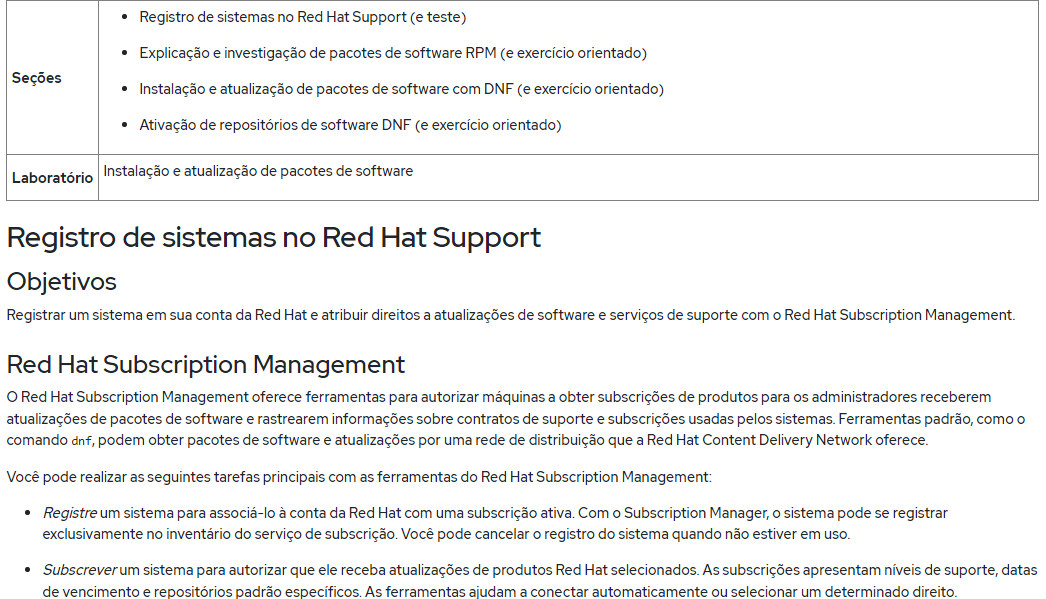 Seções
• Registro de sistemas no Red Hat Support (e teste)
• Explicação e investigação de pacotes de software RPM (e exercício orientado)
• Instalação e atualização de pacotes de software com DNF (e exercício orientado)
• Ativação de repositórios de software DNF (e exercício orientado)
Laboratório
Instalação e atualização de pacotes de software
Registro de sistemas no Red Hat Support
Objetivos
Registrar um sistema em sua conta da Red Hat e atribuir direitos a atualizações de software e serviços de suporte com o Red Hat Subscription Management.
Red Hat Subscription Management
O Red Hat Subscription Management oferece ferramentas para autorizar máquinas a obter subscrições de produtos para os administradores receberem
atualizações de pacotes de software e rastrearem informações sobre contratos de suporte e subscrições usadas pelos sistemas. Ferramentas padrão, como o
comando dnf, podem obter pacotes de software e atualizações por uma rede de distribuição que a Red Hat Content Delivery Network oferece.
Você pode realizar as seguintes tarefas principais com as ferramentas do Red Hat Subscription Management:
• Registre um sistema para associá-lo à conta da Red Hat com uma subscrição ativa. Com o Subscription Manager, o sistema pode se registrar
exclusivamente no inventário do serviço de subscrição. Você pode cancelar o registro do sistema quando não estiver em uso.
• Subscrever um sistema para autorizar que ele receba atualizações de produtos Red Hat selecionados. As subscrições apresentam níveis de suporte, datas
de vencimento e repositórios padrão específicos. As ferramentas ajudam a conectar automaticamente ou selecionar um determinado direito.